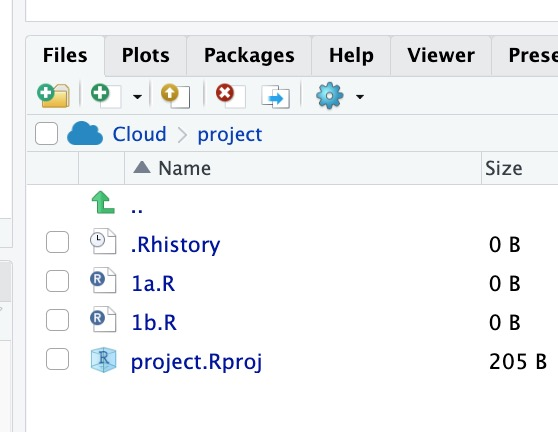 Files Plots Packages Help Viewer Prese
Cloud project
Name Size
..
.Rhistory 0 B
1a.R 0 B
1b.R 0 B
project.Rproj 205 B